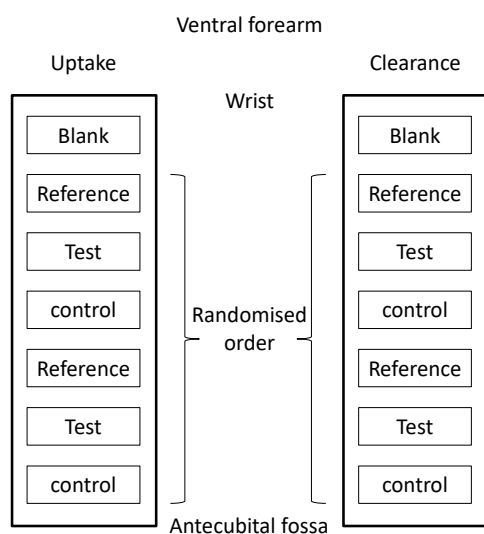 Ventral forearm
Uptake
Clearance
Wrist
Blank
Blank
Reference
Reference
Test
Test
control
control
Randomised
order
Reference
Reference
Test
Test
control
control
Antecubital fossa